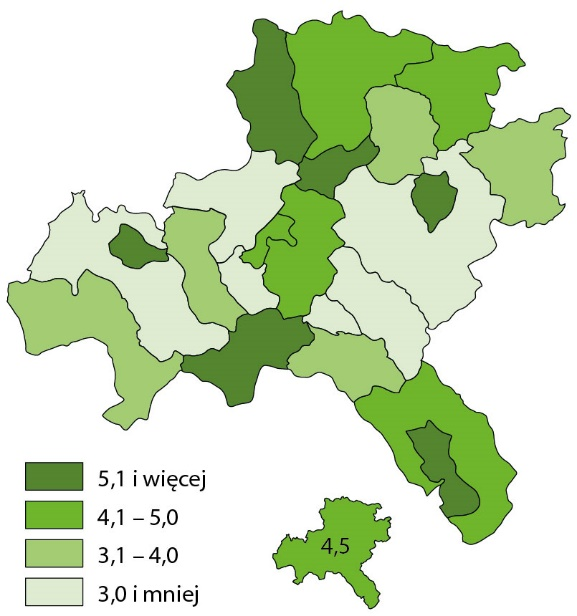 5,1 i więcej
4,1 – 5,0
3,1 – 4,0
3,0 i mniej
4,5